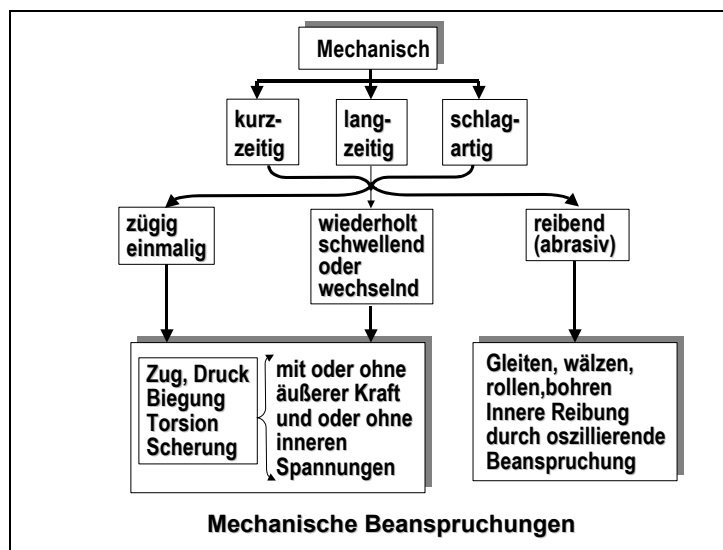 Mechanisch
kurz-
zeitig
lang-
zeitig
schlag-
artig
zügig
einmalig
wiederholt
schwellend
oder
wechselnd
reibend
(abrasiv)
Zug, Druck
Biegung
Torsion
Scherung
mit oder ohne
äußerer Kraft
und oder ohne
inneren
Spannungen
Gleiten, wälzen,
rollen,bohren
Innere Reibung
durch oszillierende
Beanspruchung
Mechanische Beanspruchungen